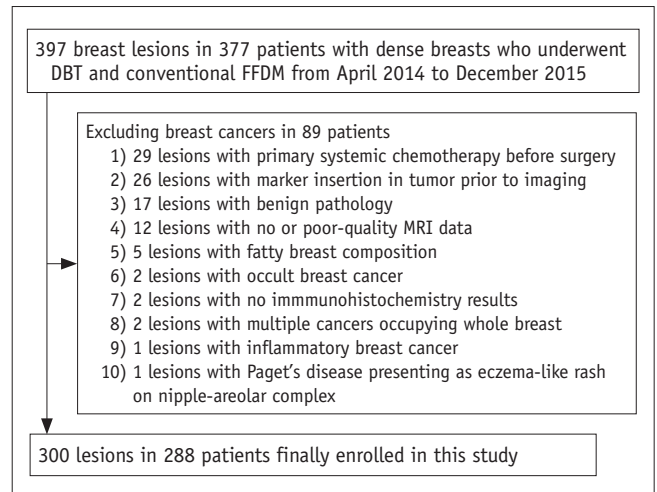 397 breast lesions in 377 patients with dense breasts who underwent
DBT and conventional FFDM from April 2014 to December 2015
Excluding breast cancers in 89 patients
1) 29 lesions with primary systemic chemotherapy before surgery
2) 26 lesions with marker insertion in tumor prior to imaging
3) 17 lesions with benign pathology
4) 12 lesions with no or poor-quality MRI data
5) 5 lesions with fatty breast composition
6) 2 lesions with occult breast cancer
7) 2 lesions with no immmunohistochemistry results
8) 2 lesions with multiple cancers occupying whole breast
9) 1 lesions with inflammatory breast cancer
10) 1 lesions with Paget's disease presenting as eczema-like rash
on nipple-areolar complex
300 lesions in 288 patients finally enrolled in this study